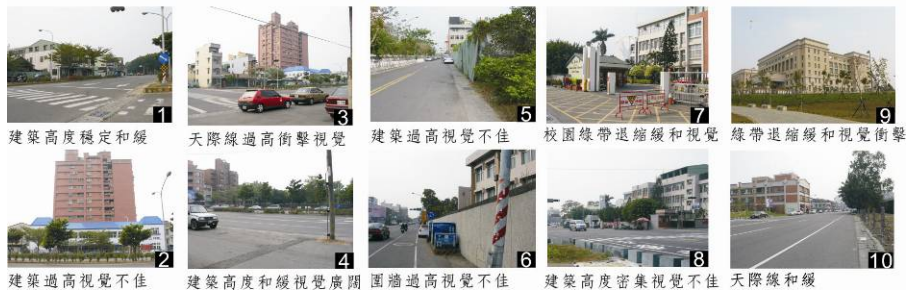 1
3
5
7
9
建築高度穩定和緩
天際線過高衝擊視覺
建築過高視覺不佳
校園綠帶退縮緩和視覺
綠帶退縮緩和視覺衝擊
2
4
6
8
10
建築過高視覺不佳
建築高度和緩視覺廣闊
圍牆過高視覺不佳
建築高度密集視覺不佳
天際線和緩